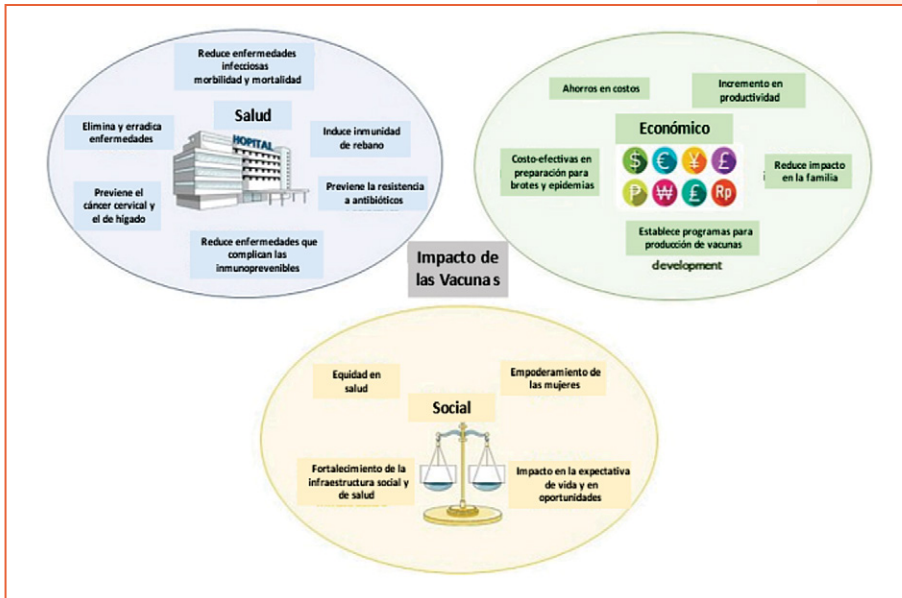 Reduce enfermedades
infecciosas
morbilidad y mortalidad
Salud
Elimina y erradica
enfermedades
HOPITAL
Induce inmunidad
de rebano
Previene el
cáncer cervical y
el de hígado
Previene la resistencia
a antibióticos
Reduce enfermedades que
complican las
inmunoprevenibles
Ahorros en costos
Incremento en
productividad
Económico
Costo-efectivas en
preparación para
brotes y epidemias
$ € ¥ £
₱ ₩ £ Rp
Reduce impacto
en la familia
Establece programas para
producción de vacunas
development
Impacto de
las Vacunas
Equidad en
salud
Empoderamiento de
las mujeres
Social
Fortalecimiento de la
infraestructura social y
de salud
Impacto en la expectativa
de vida y en
oportunidades